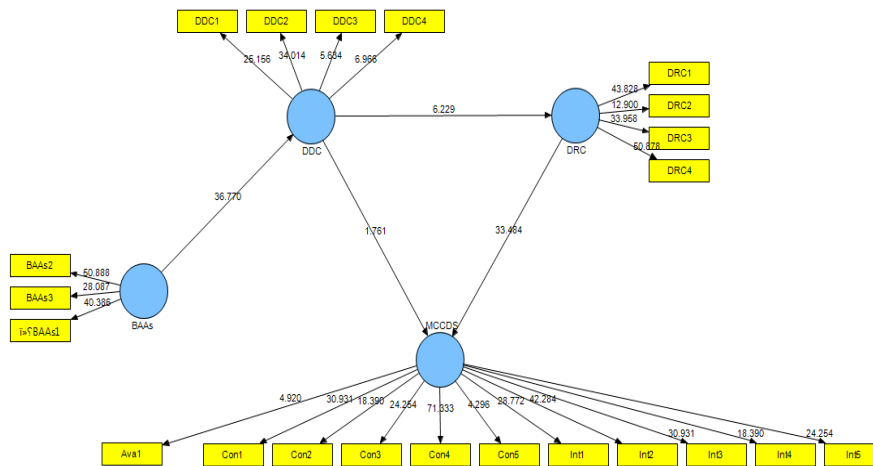 DDC1 DDC2 DDC3 DDC4
25.156 34.014 5.634 6.966
DDC
6.229
DRC
DRC1
43.828
DRC2
12.900
DRC3
33.958
DRC4
50.878
36.770
1.761
33.484
BAAs2
50.888
BAAs3
28.087
ï»؟BAAs1
40.386
BAAs
MCCDS
4.920 30.931 18.390 24.254 71.333 4.296 28.772 42.284 30.931 18.390 24.254
Ava1 Con1 Con2 Con3 Con4 Con5 Int1 Int2 Int3 Int4 Int5